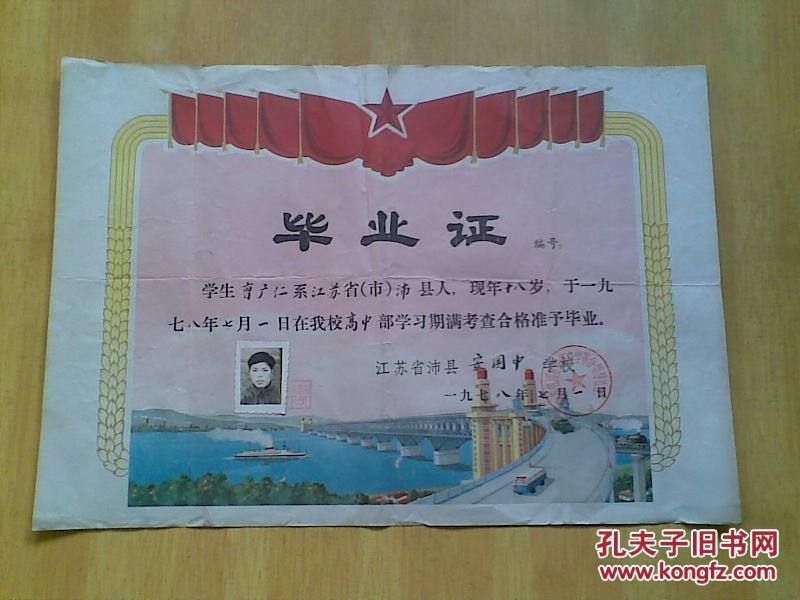 毕业证
编号：
学生育广仁系江苏省(市)沛县人，现年十八岁，于一九
七八年七月一日在我校高中部学习期满考查合格准予毕业。
江苏省沛县安国中学校
一九七八年七月一日
孔夫子旧书网
www.kongfz.com